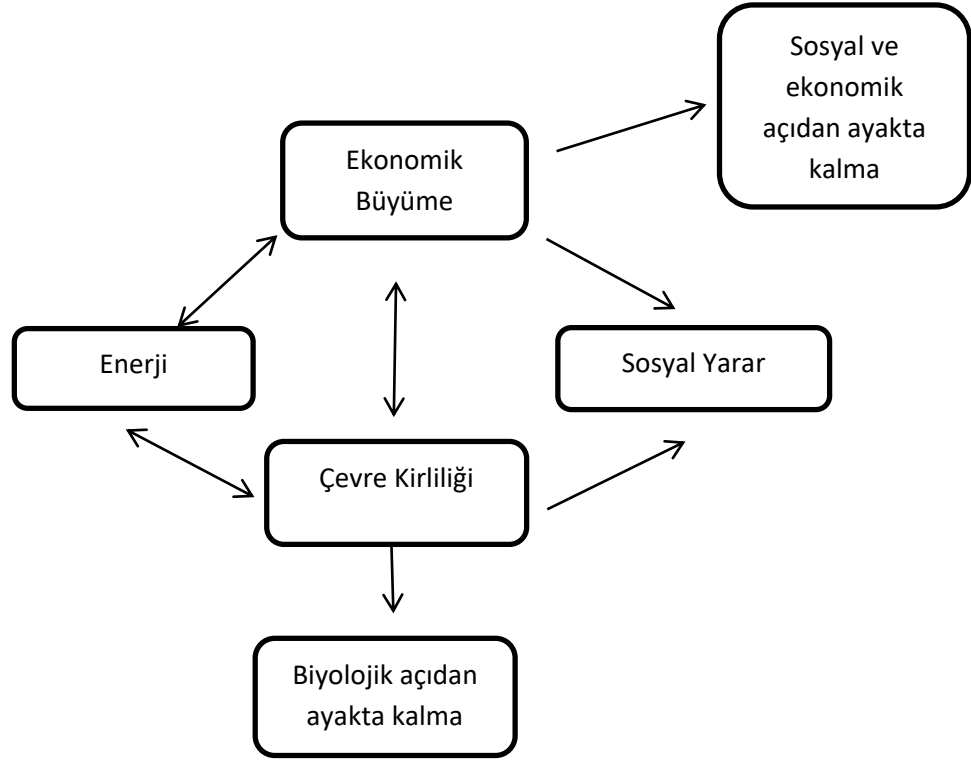 Sosyal ve
ekonomik
açıdan ayakta
kalma
Ekonomik
Büyüme
Enerji
Sosyal Yarar
Çevre Kirliliği
Biyolojik açıdan
ayakta kalma